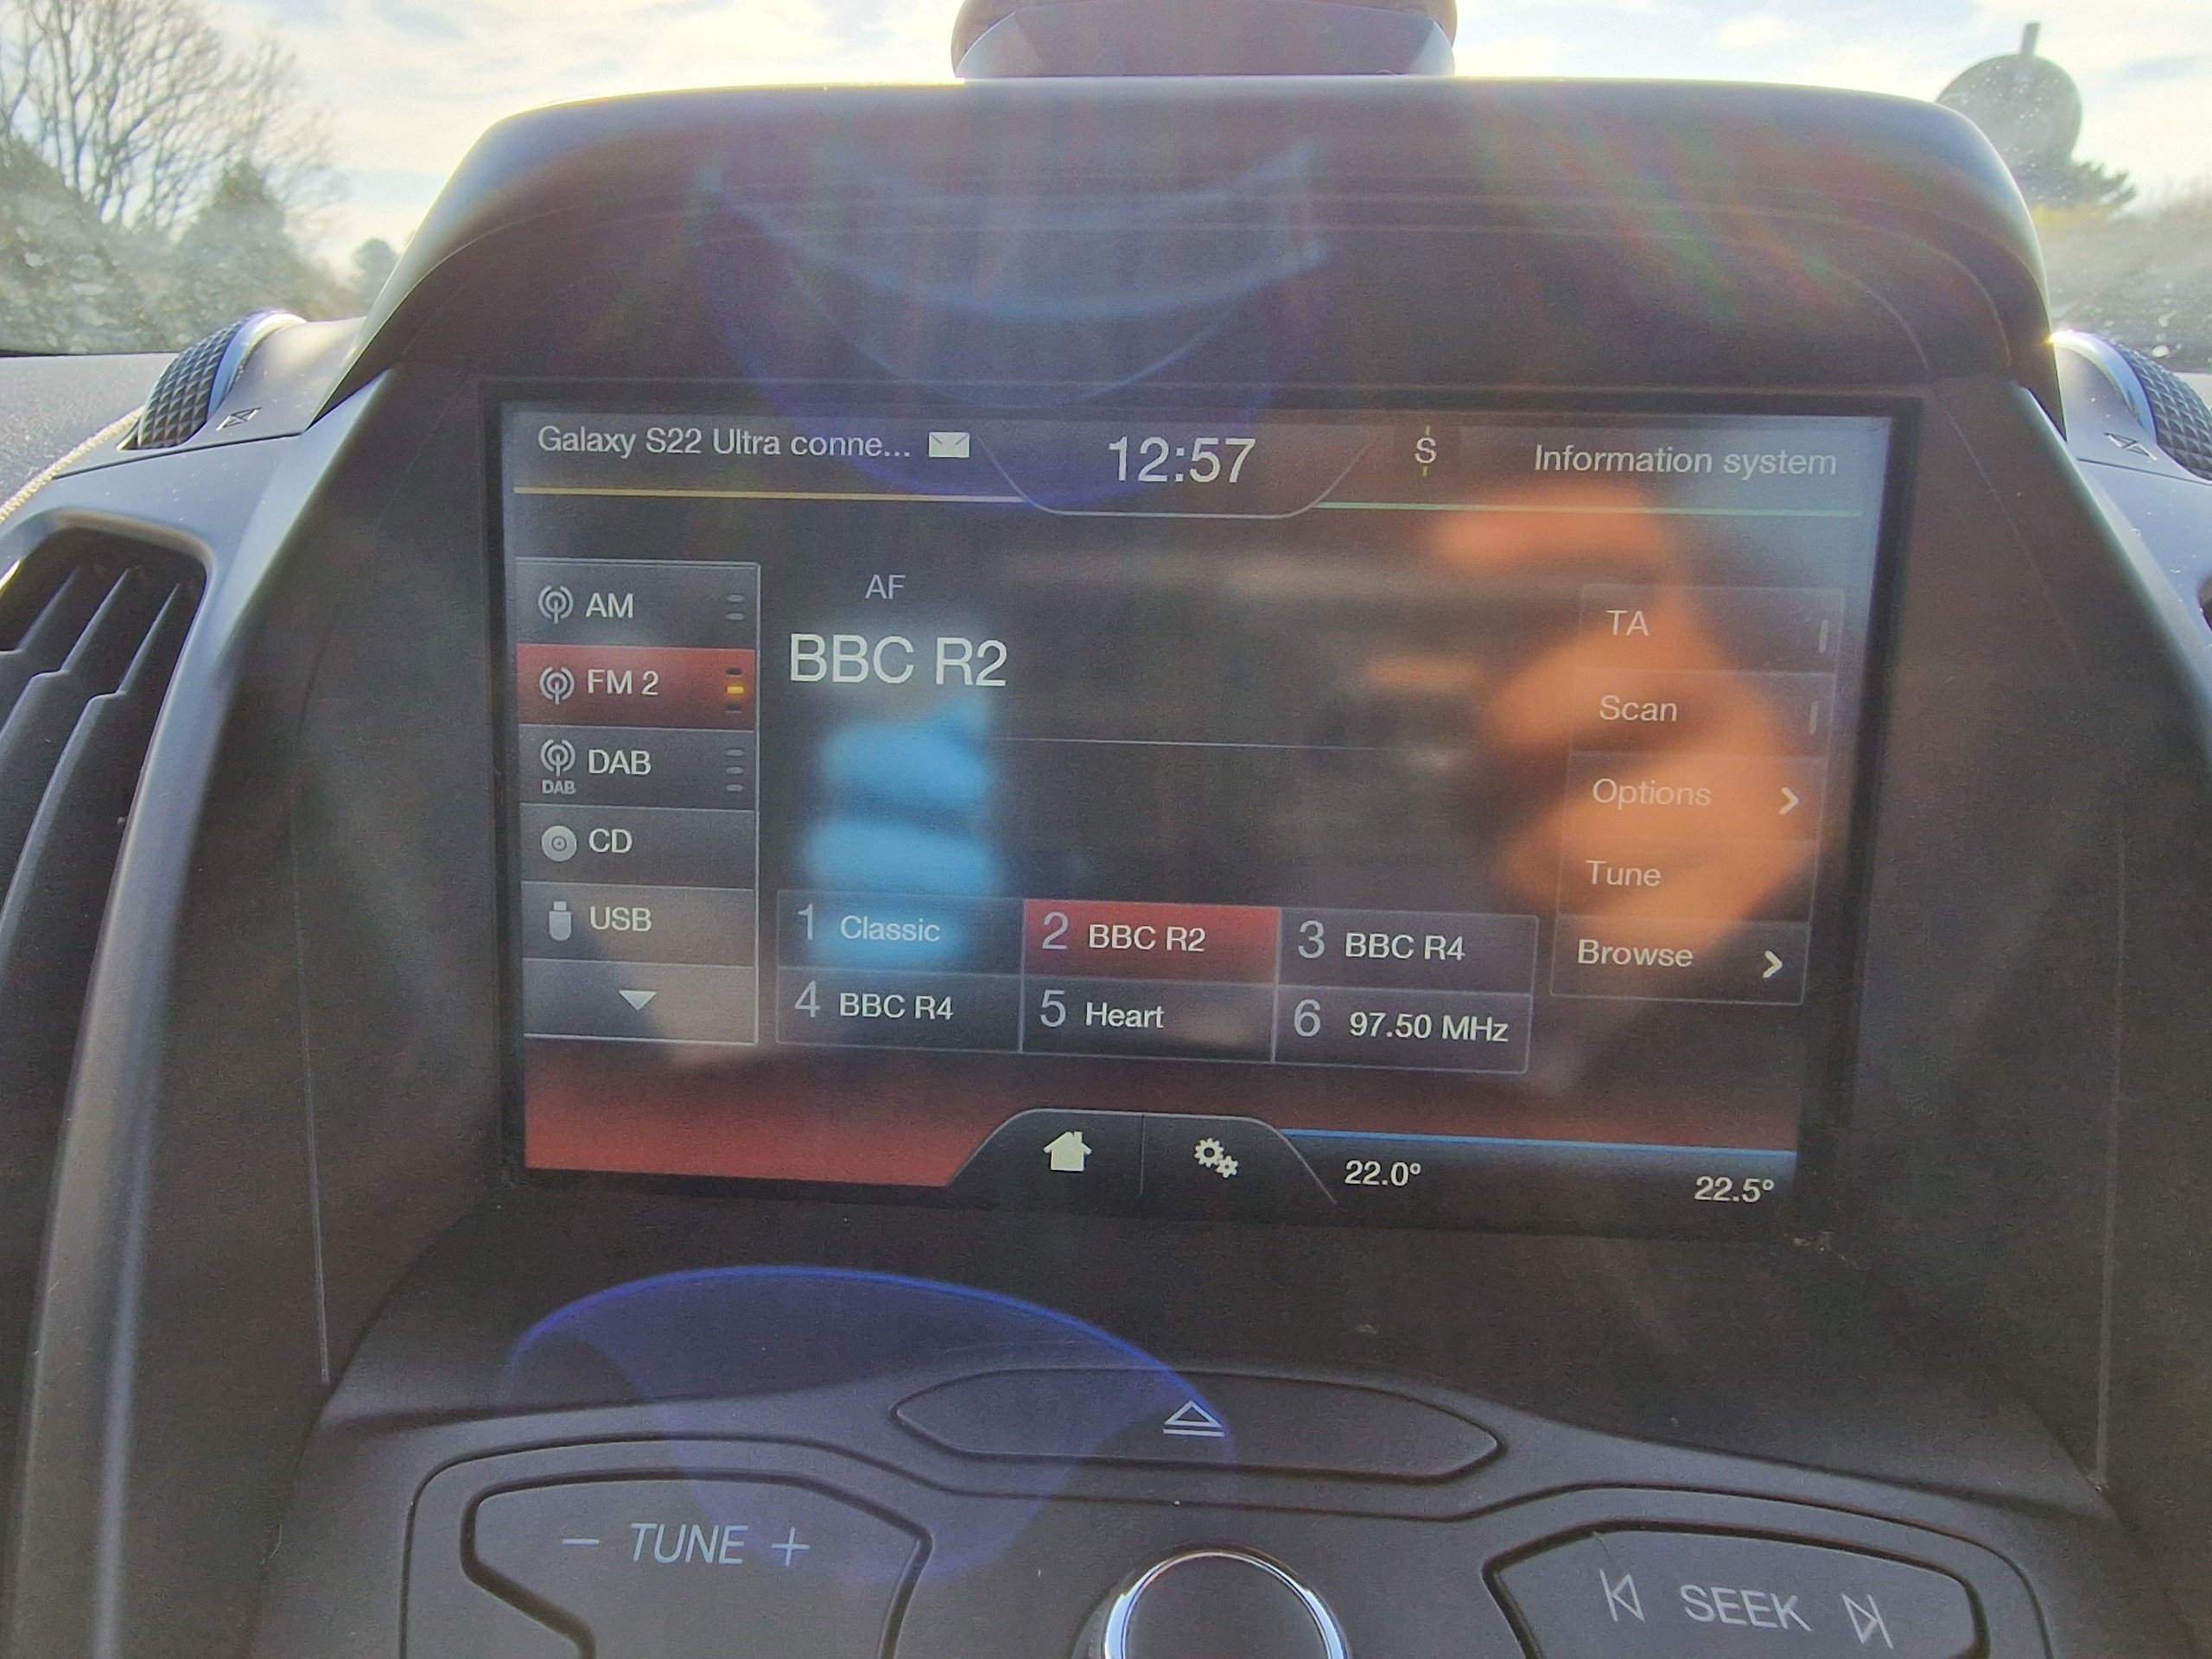 Galaxy S22 Ultra conne...
12:57
S
Information system
AM
FM 2
DAB
DAB
CD
USB
AF
BBC R2
TA
Scan
Options
Tune
Browse
1 Classic
2 BBC R2
3 BBC R4
4 BBC R4
5 Heart
6 97.50 MHz
22.0°
22.5°
– TUNE +
SEEK